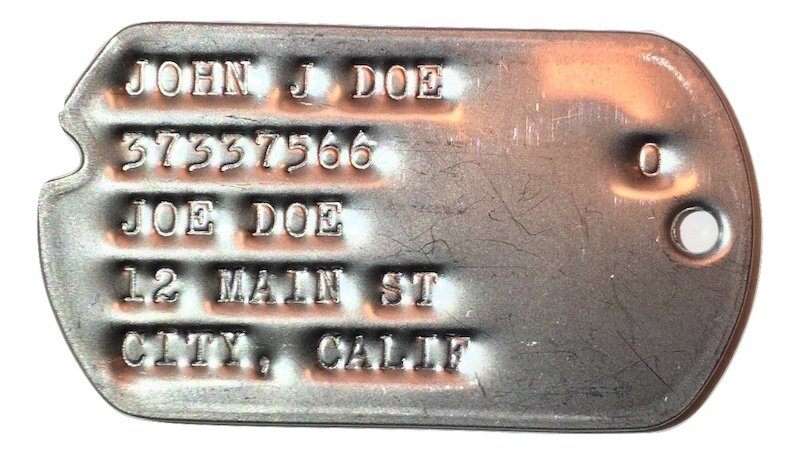 JOHN J DOE
37337566 O
JOE DOE
12 MAIN ST
CITY, CALIF